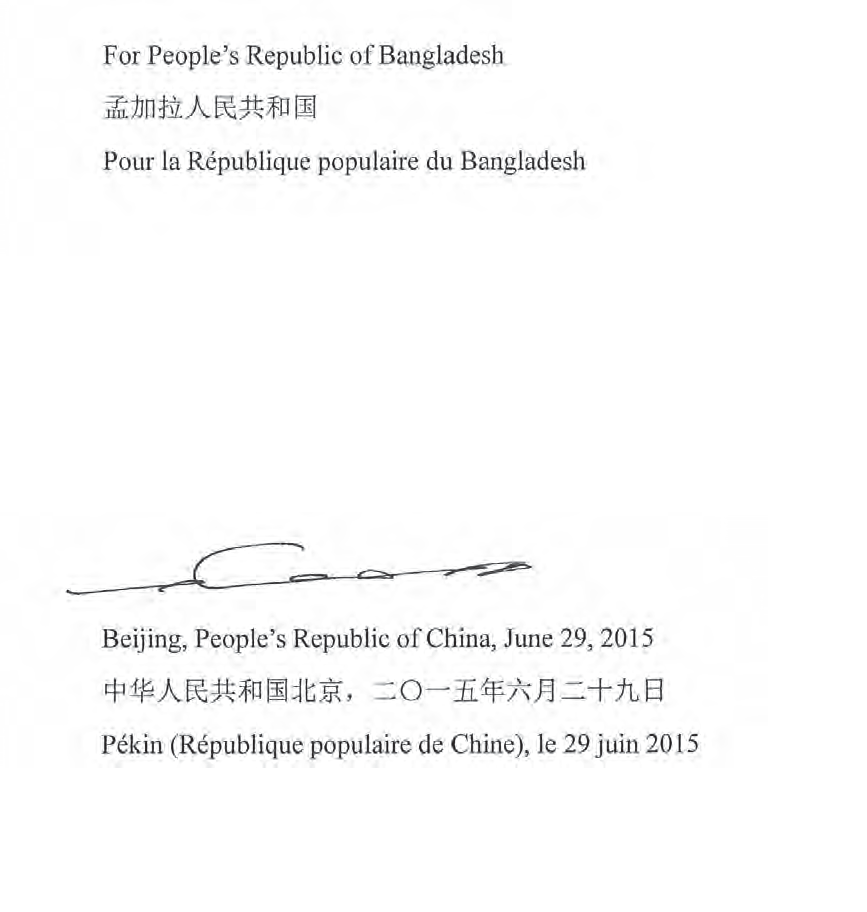 For People’s Republic of Bangladesh
孟加拉人民共和国
Pour la République populaire du Bangladesh
Beijing, People’s Republic of China, June 29, 2015
中华人民共和国北京，二〇一五年六月二十九日
Pékin (République populaire de Chine), le 29 juin 2015